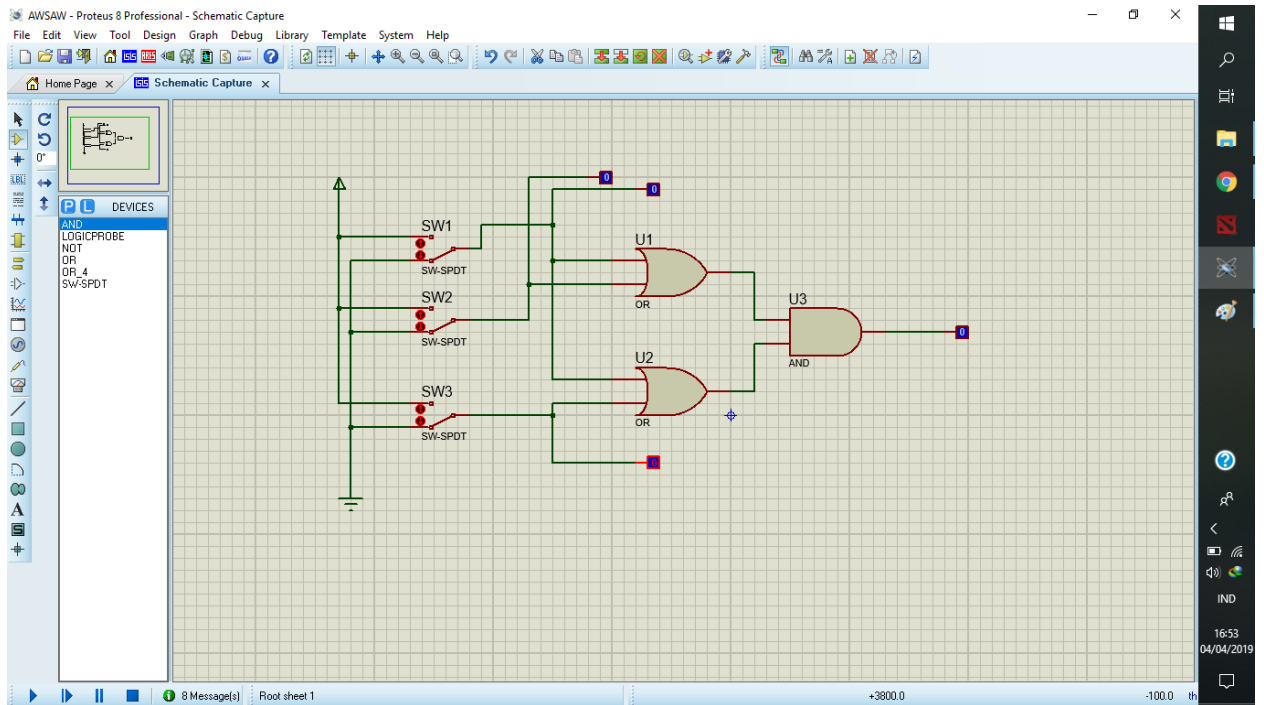 AWSAW - Proteus 8 Professional - Schematic Capture
File Edit View Tool Design Graph Debug Library Template System Help
Home Page x
ISIS Schematic Capture x
0°
LBL
P L DEVICES
AND
LOGICPROBE
NOT
OR
OR_4
SW-SPDT
A
S
0
0
SW1
SW-SPDT
U1
OR
SW2
SW-SPDT
U3
AND
0
U2
OR
SW3
SW-SPDT
0
8 Message(s) Root sheet 1 +3800.0 -100.0 th
IND
16:53
04/04/2019